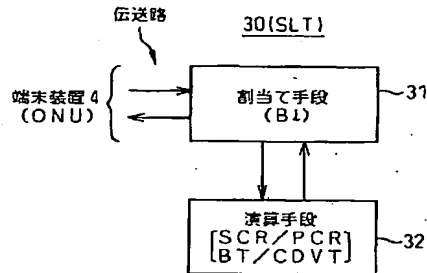 伝送路
30(SLT)
端末装置4
(ONU)
割当て手段
(Bi)
31
演算手段
[SCR/PCR
BT/CDVT]
32